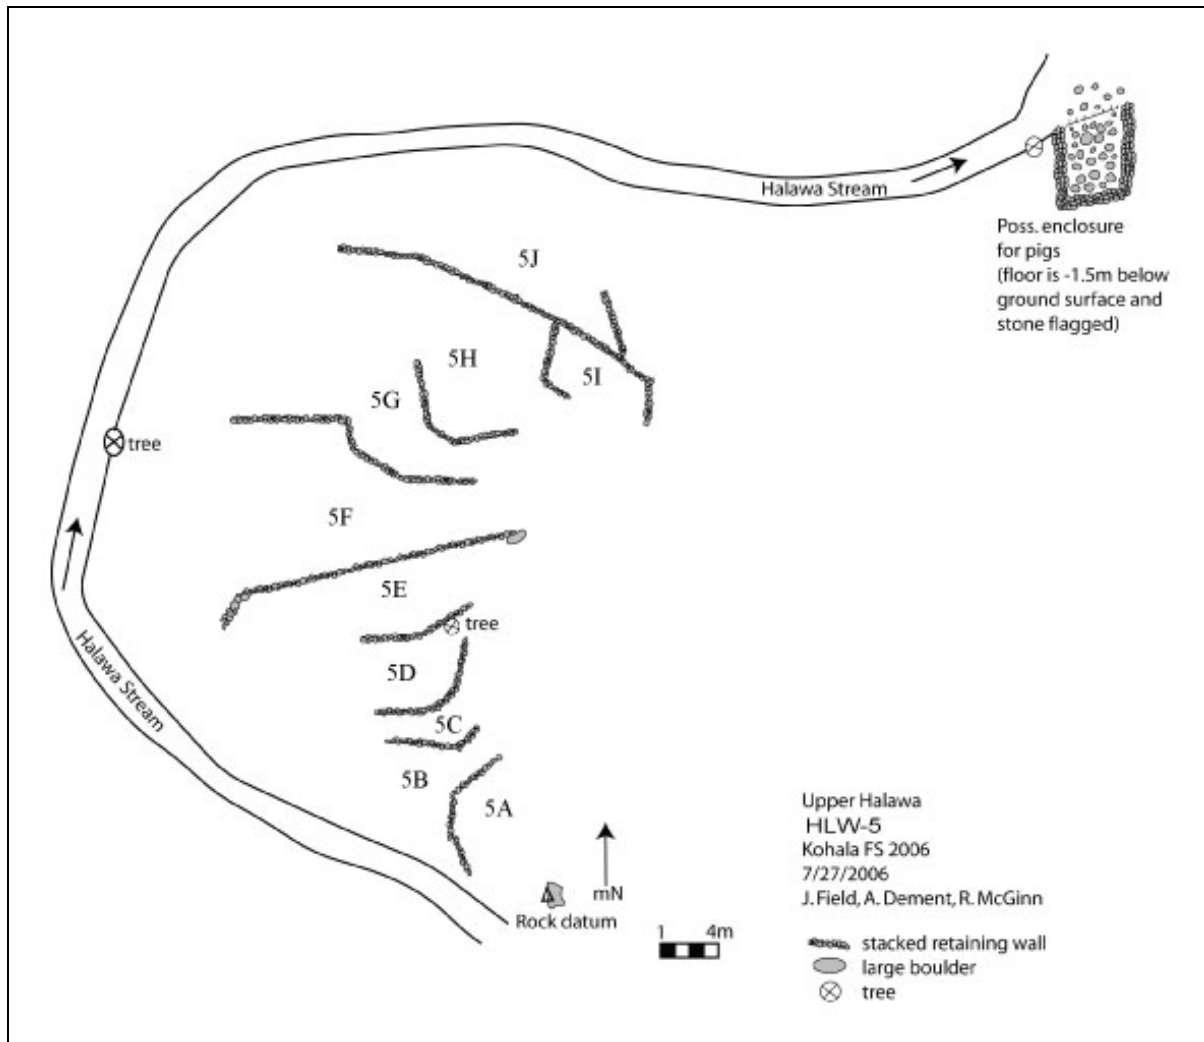 Halawa Stream
Poss. enclosure
for pigs
(floor is -1.5m below
ground surface and
stone flagged)
5J
5H
5I
5G
tree
5F
5E
tree
Halawa Stream
5D
5C
5B
5A
mN
Rock datum
1 4m
Upper Halawa
HLW-5
Kohala FS 2006
7/27/2006
J. Field, A. Dement, R. McGinn
stacked retaining wall
large boulder
tree